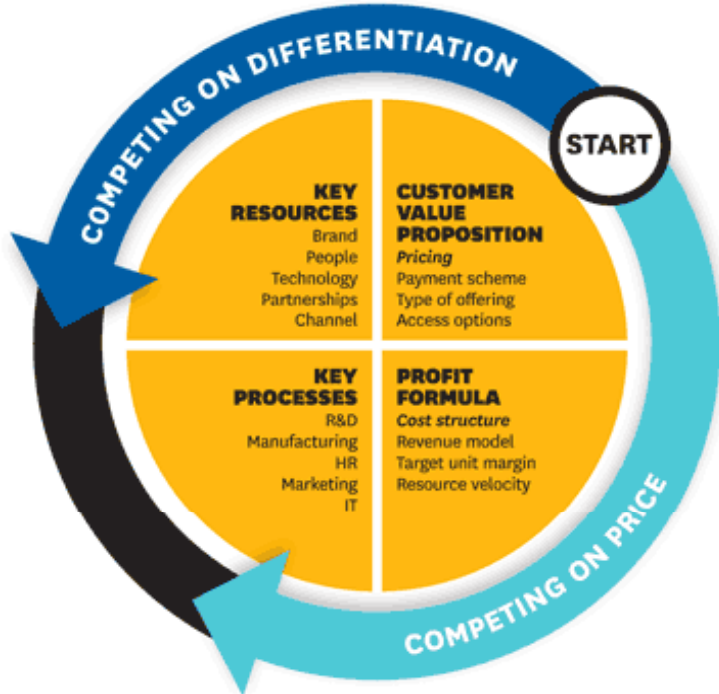 COMPETING ON DIFFERENTIATION
START
KEY
RESOURCES
Brand
People
Technology
Partnerships
Channel
CUSTOMER
VALUE
PROPOSITION
Pricing
Payment scheme
Type of offering
Access options
KEY
PROCESSES
R&D
Manufacturing
HR
Marketing
IT
PROFIT
FORMULA
Cost structure
Revenue model
Target unit margin
Resource velocity
COMPETING ON PRICE